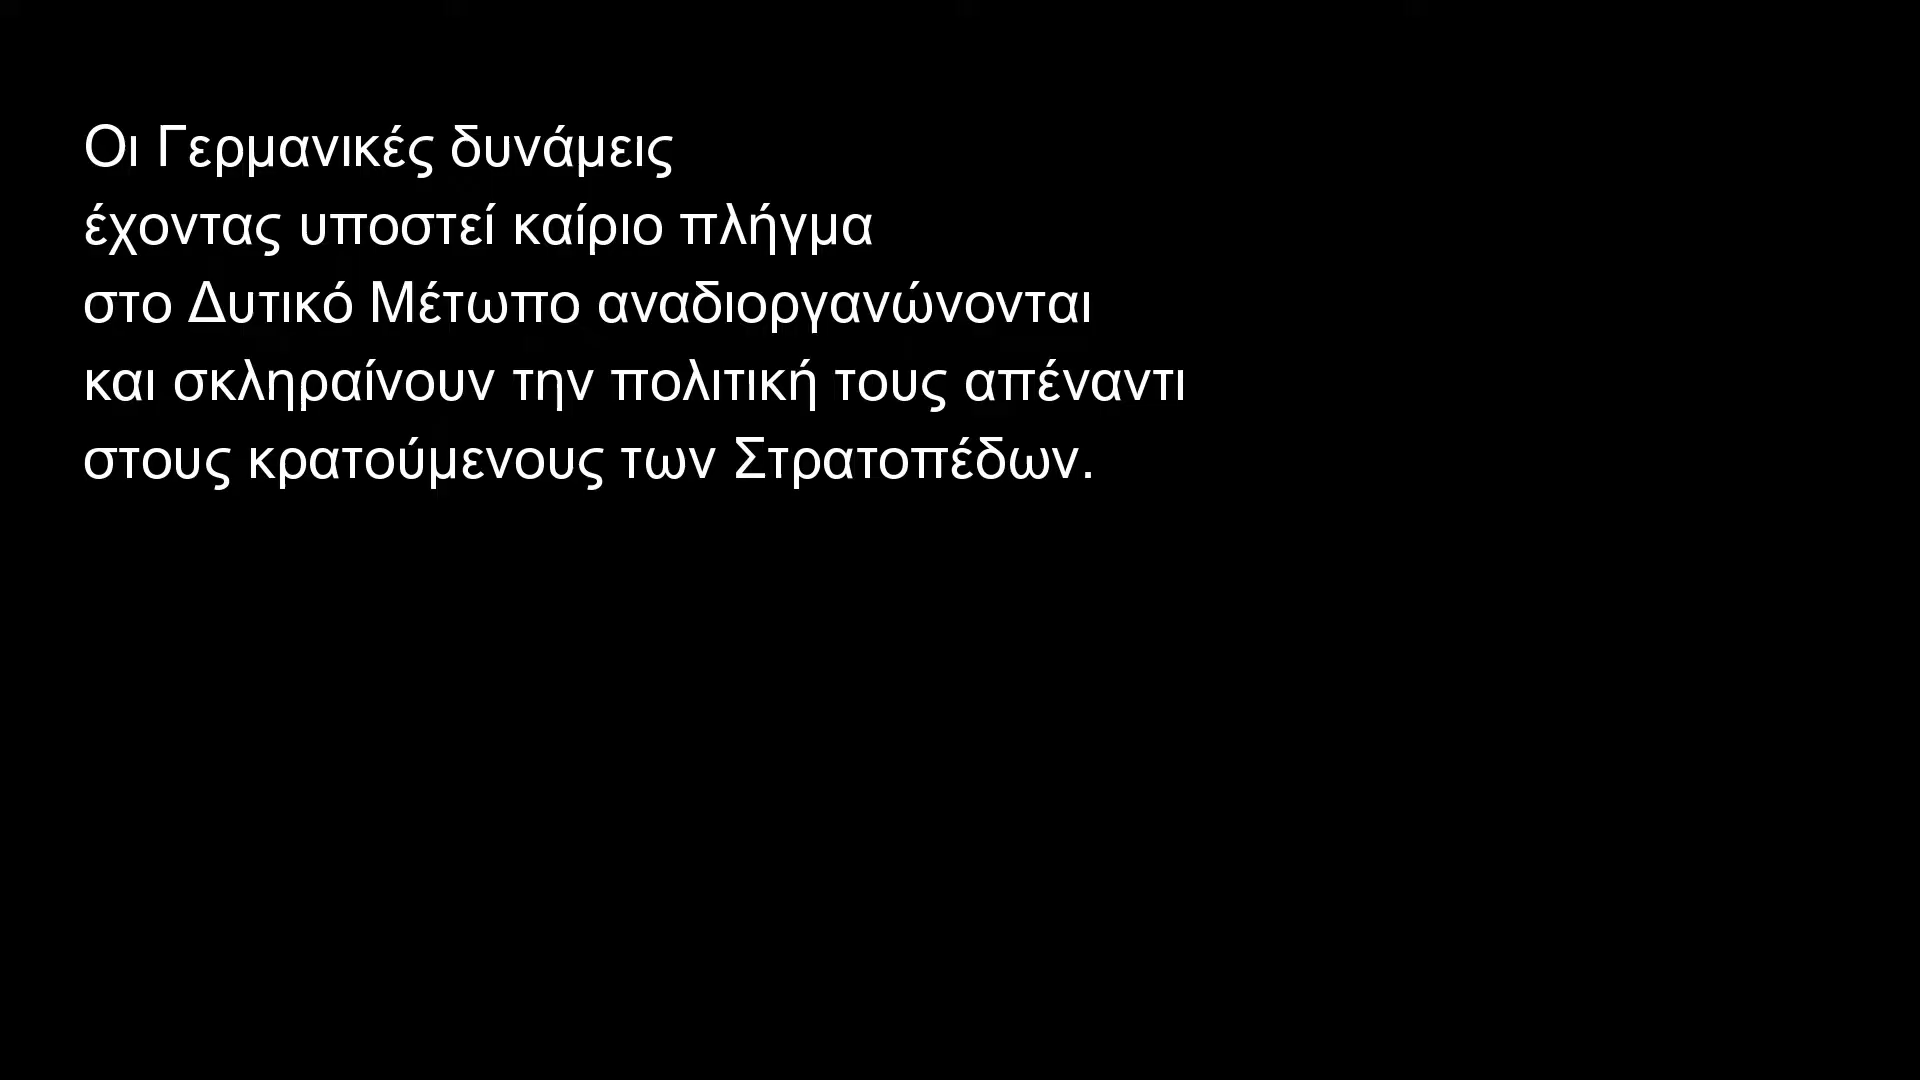 Οι Γερμανικές δυνάμεις
έχοντας υποστεί καίριο πλήγμα
στο Δυτικό Μέτωπο αναδιοργανώνονται
και σκληραίνουν την πολιτική τους απέναντι
στους κρατούμενους των Στρατοπέδων.